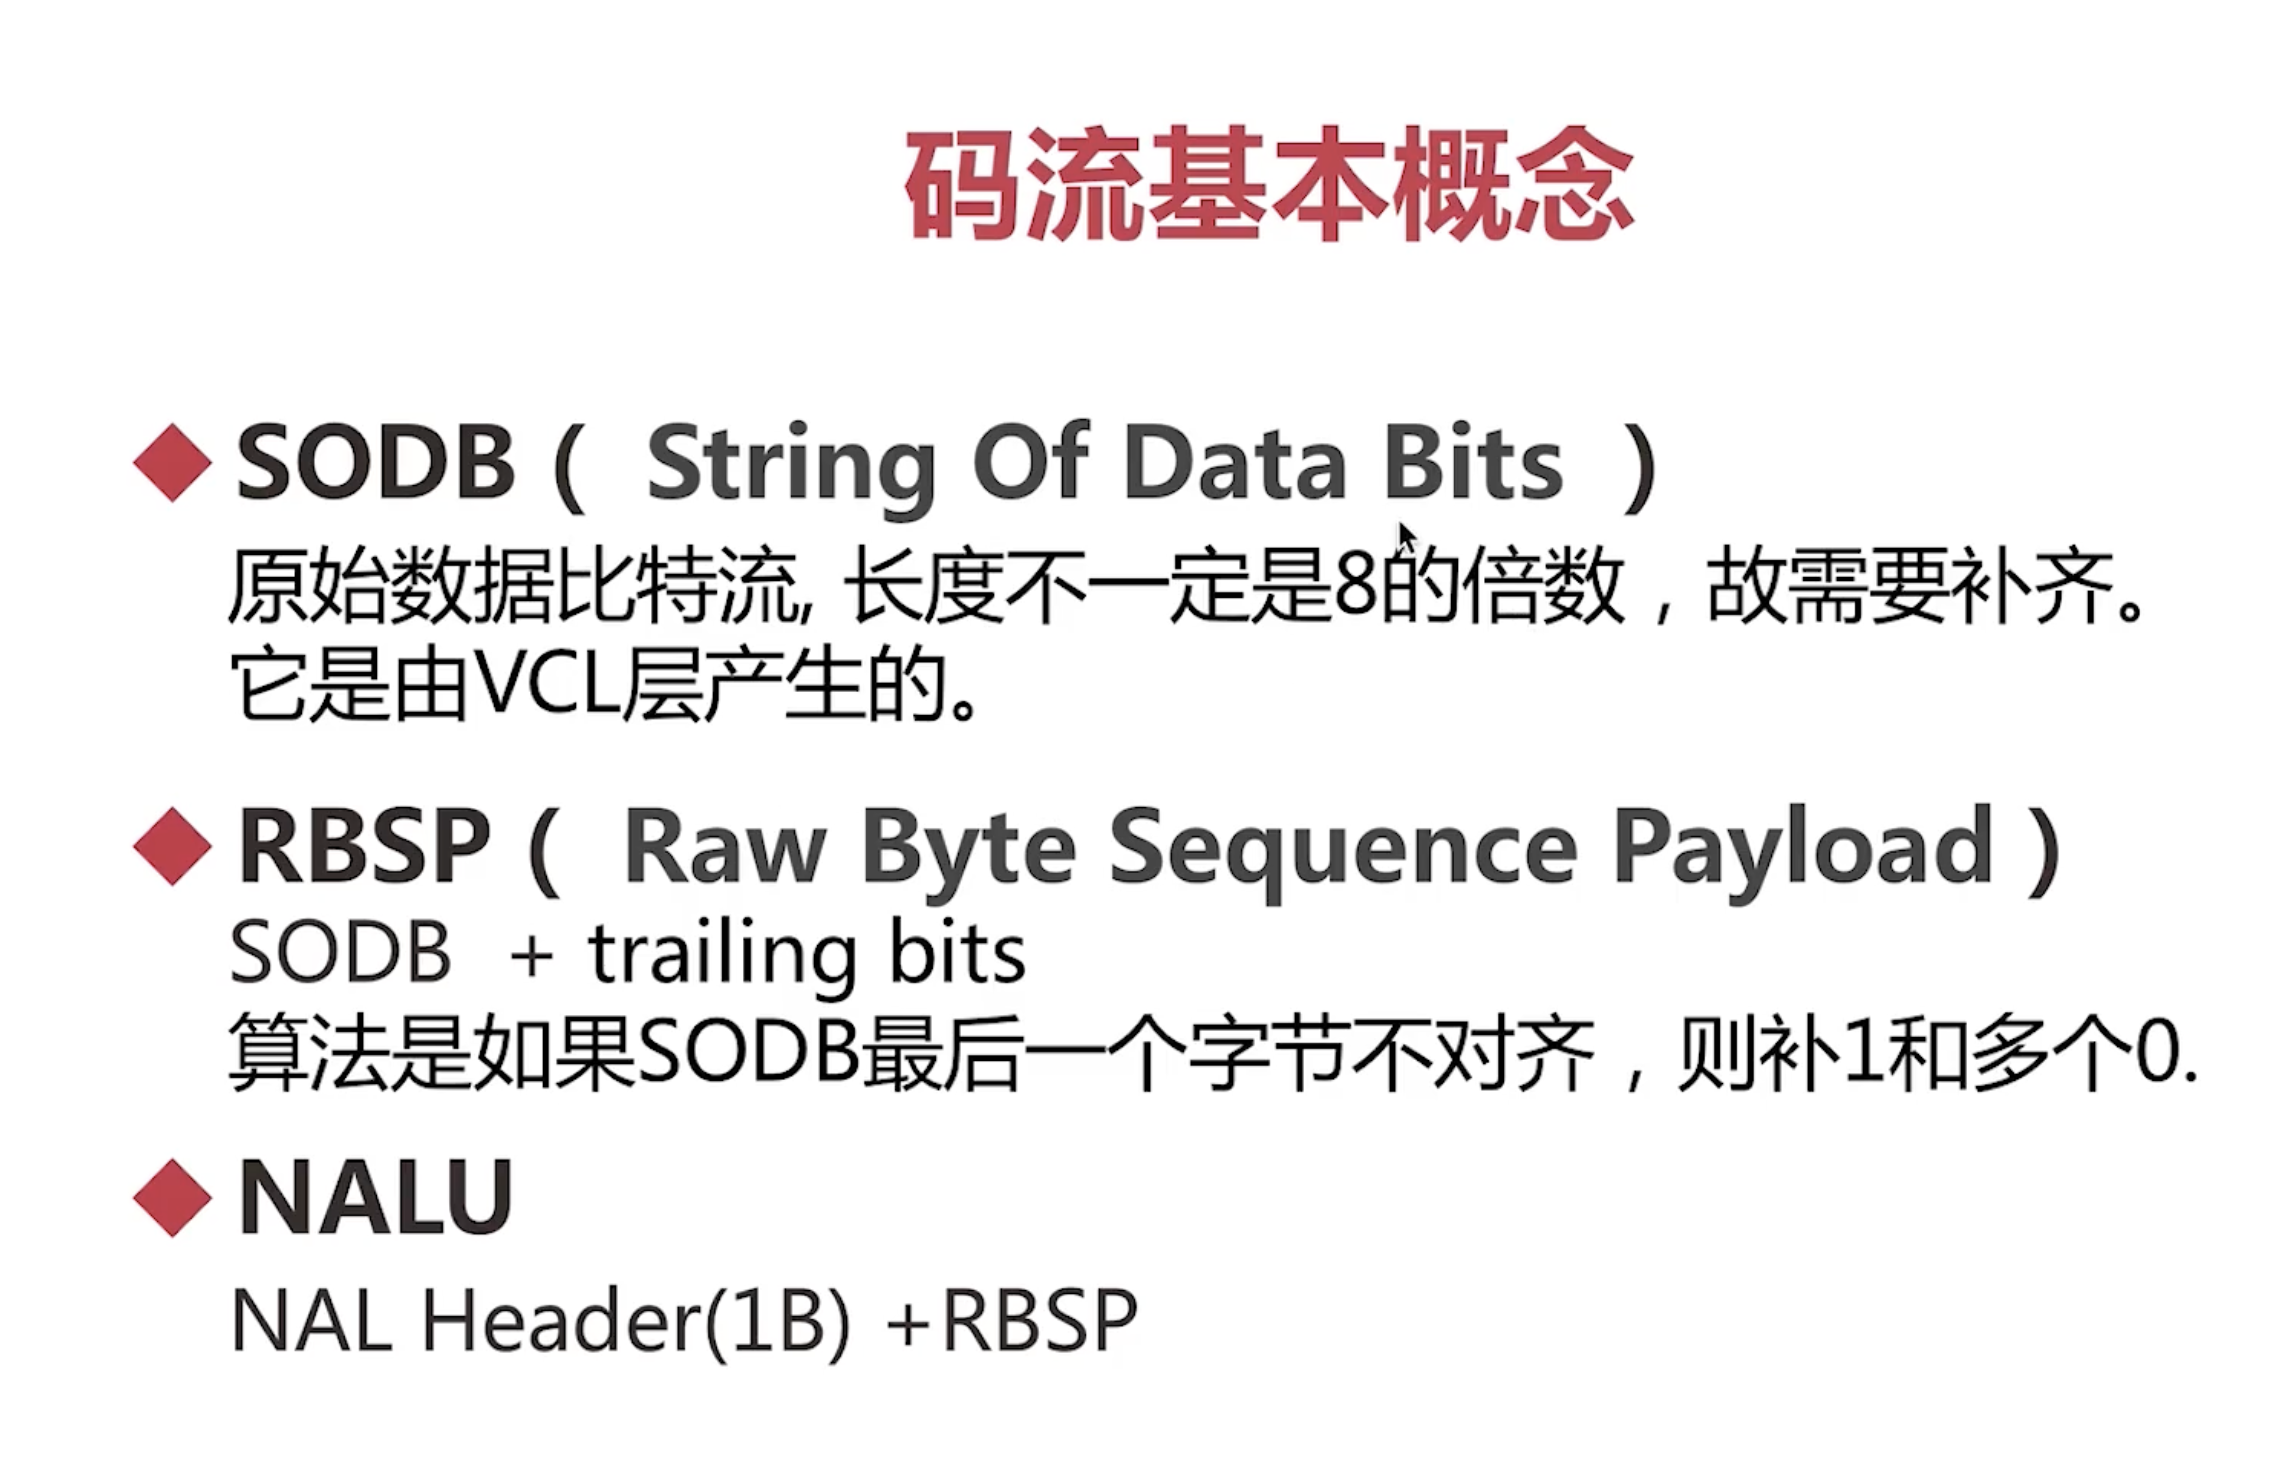 码流基本概念
SODB（ String Of Data Bits ）
原始数据比特流, 长度不一定是8的倍数，故需要补齐。
它是由VCL层产生的。
RBSP（ Raw Byte Sequence Payload）
SODB + trailing bits
算法是如果SODB最后一个字节不对齐，则补1和多个0.
NALU
NAL Header(1B) +RBSP